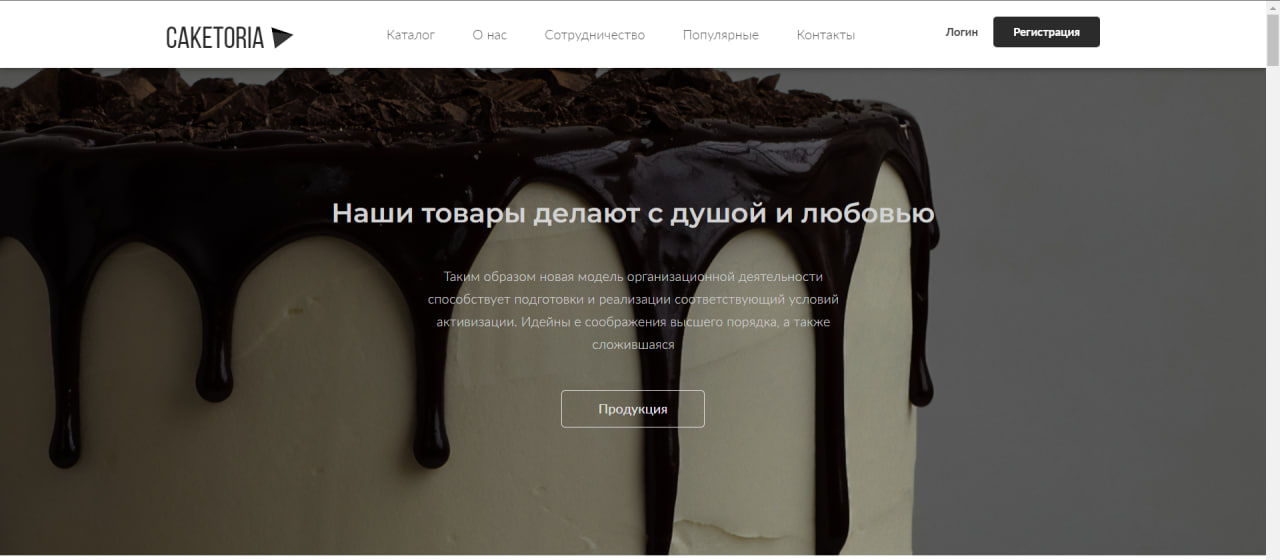 CAKETORIA
Каталог
О нас
Сотрудничество
Популярные
Контакты
Логин
Регистрация
Наши товары делают с душой и любовью
Таким образом новая модель организационной деятельности
способствует подготовки и реализации соответствующий условий
активизации. Идейны е соображения высшего порядка, а также
сложившаяся
Продукция